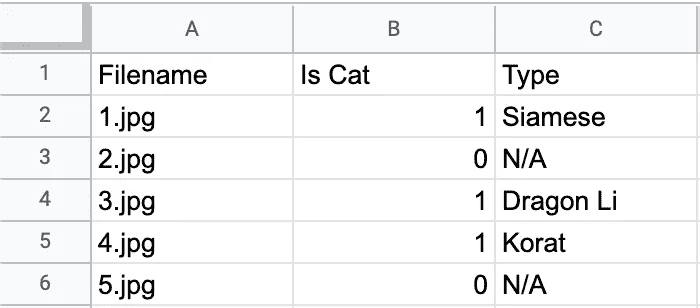 A B C
1 Filename Is Cat Type
2 1.jpg 1 Siamese
3 2.jpg 0 N/A
4 3.jpg 1 Dragon Li
5 4.jpg 1 Korat
6 5.jpg 0 N/A